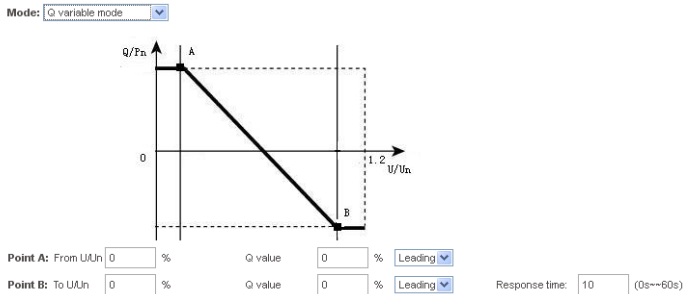 Mode: Q variable mode
Q/Pn
A
0
1.2
U/Un
B
Point A: From U/Un 0 % Q value 0 % Leading
Point B: To U/Un 0 % Q value 0 % Leading Response time: 10 (0s~~60s)